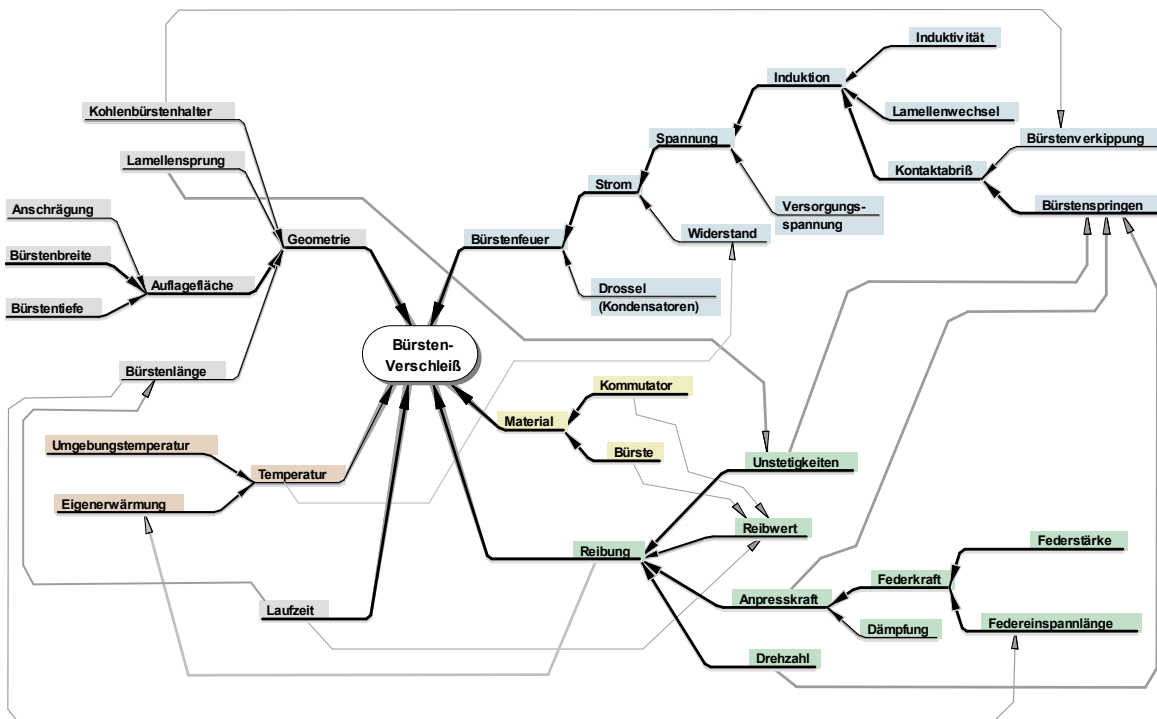 Induktivität
Induktion
Kohlenbürstenhalter
Lamellenwechsel
Spannung
Bürstenverkippung
Lamellensprung
Kontaktabriß
Strom
Anschrägung
Versorgungs-
spannung
Bürstenspringen
Geometrie
Bürstenfeuer
Widerstand
Bürstenbreite
Auflagefläche
Drossel
(Kondensatoren)
Bürstentiefe
Bürsten-
Verschleiß
Bürstenlänge
Kommutator
Material
Umgebungstemperatur
Bürste
Temperatur
Unstetigkeiten
Eigenerwärmung
Reibwert
Federstärke
Reibung
Federkraft
Anpresskraft
Laufzeit
Federeinspannlänge
Dämpfung
Drehzahl